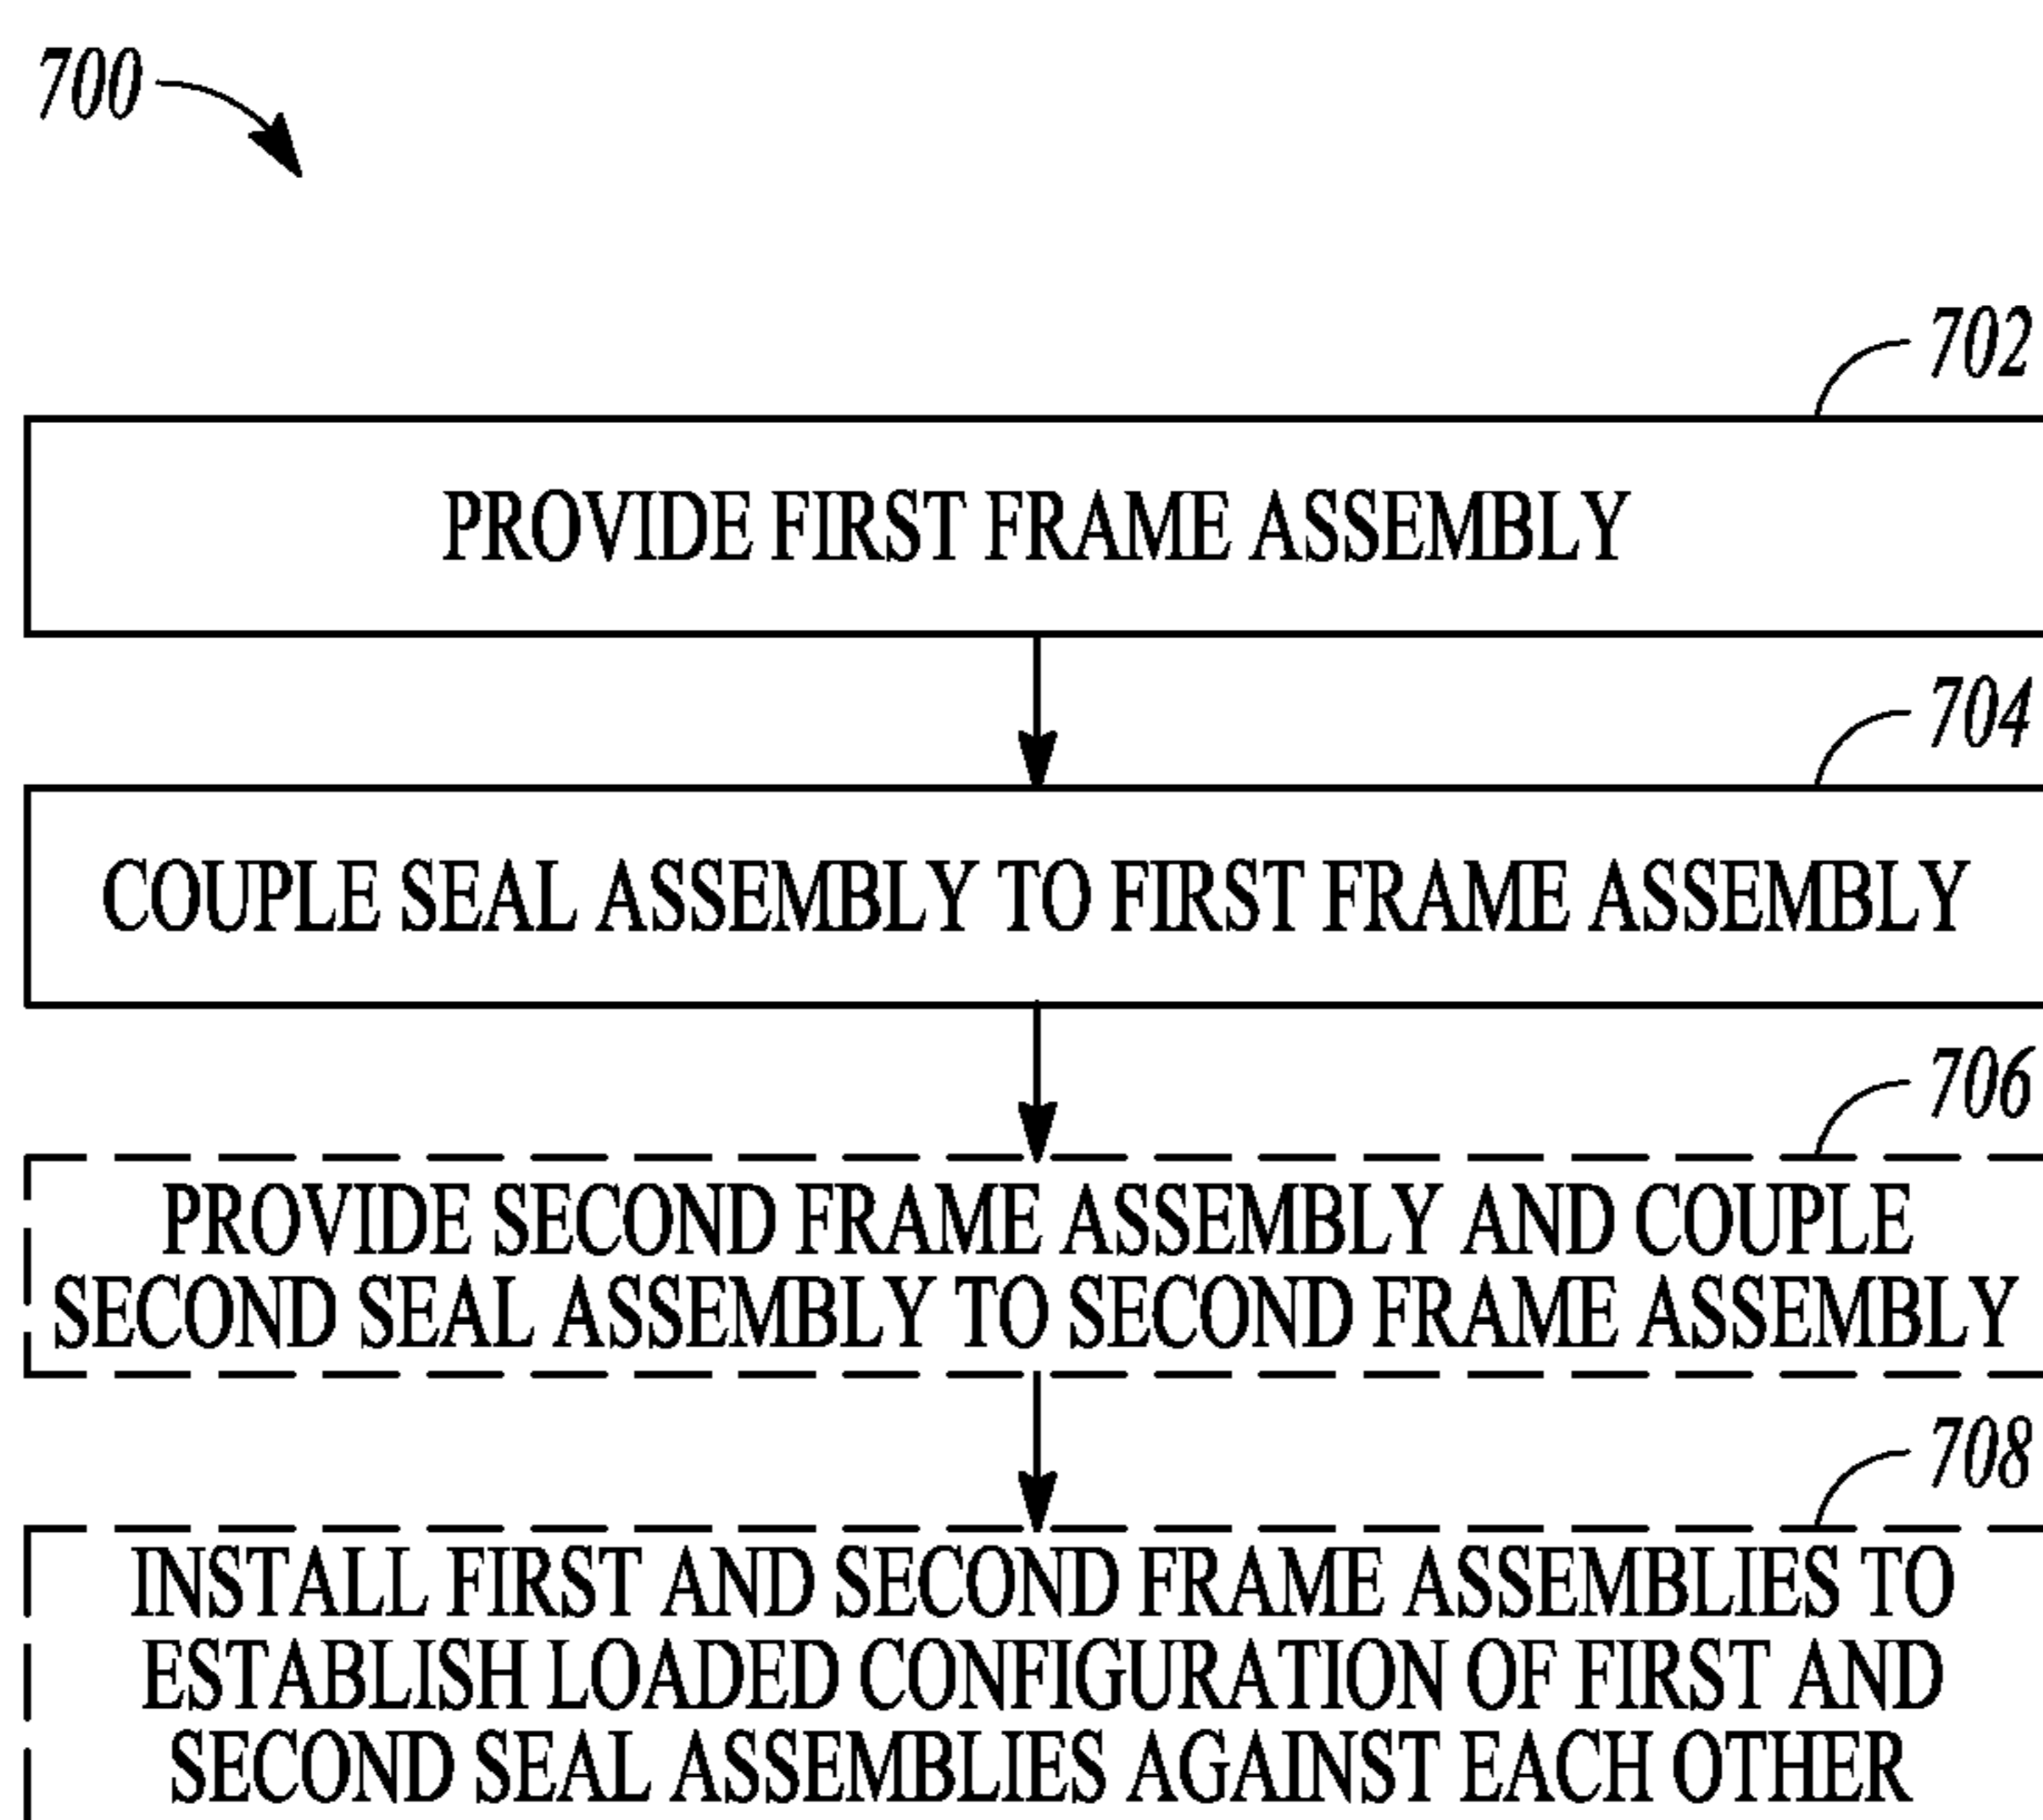 700
702
PROVIDE FIRST FRAME ASSEMBLY
704
COUPLE SEAL ASSEMBLY TO FIRST FRAME ASSEMBLY
706
PROVIDE SECOND FRAME ASSEMBLY AND COUPLE
SECOND SEAL ASSEMBLY TO SECOND FRAME ASSEMBLY
708
INSTALL FIRST AND SECOND FRAME ASSEMBLIES TO
ESTABLISH LOADED CONFIGURATION OF FIRST AND
SECOND SEAL ASSEMBLIES AGAINST EACH OTHER